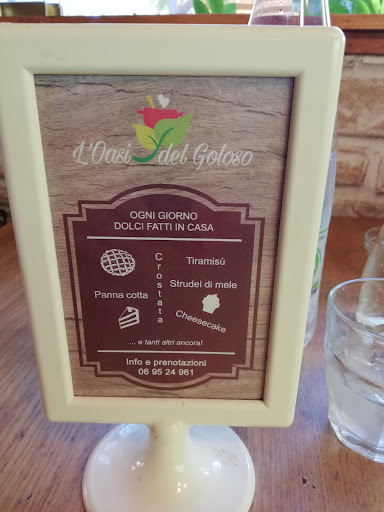 L'Oasi del Goloso
OGNI GIORNO
DOLCI FATTI IN CASA
Crostata
Tiramisù
Panna cotta
Strudel di mele
Cheesecake
... e tanti altri ancora!
Info e prenotazioni
06 95 24 961